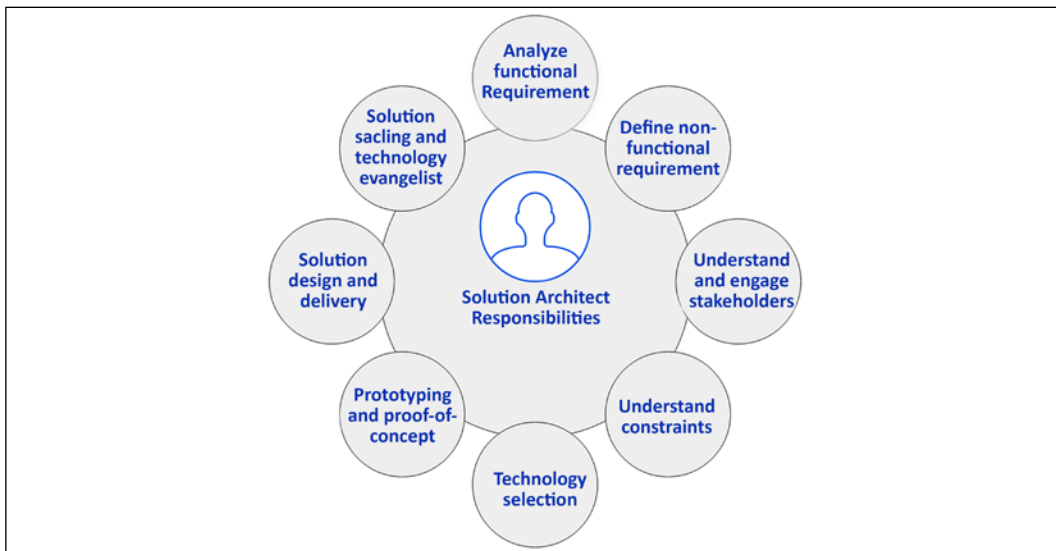 Analyze
functional
Requirement
Define non-
functional
requirement
Understand
and engage
stakeholders
Understand
constraints
Technology
selection
Prototyping
and proof-of-
concept
Solution
design and
delivery
Solution
sacling and
technology
evangelist
Solution Architect
Responsibilities